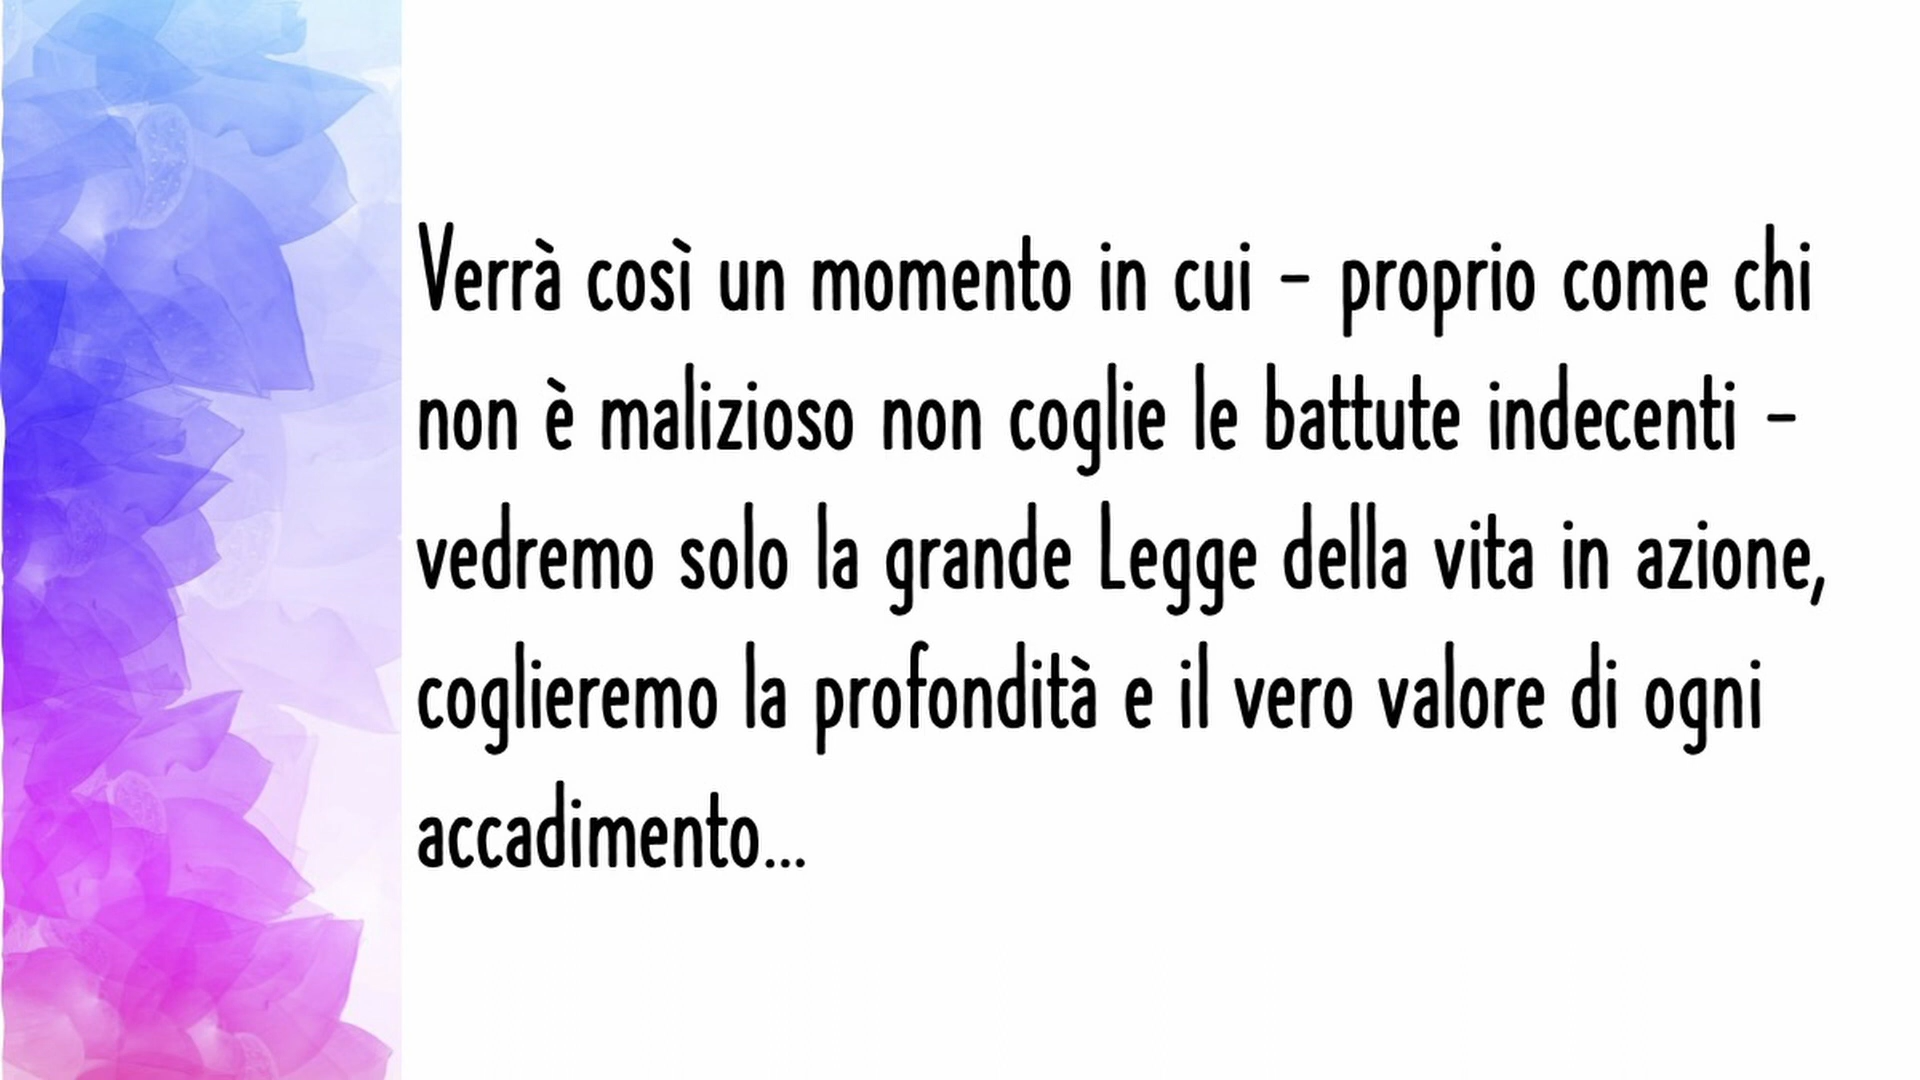 Verrà così un momento in cui – proprio come chi
non è malizioso non coglie le battute indecenti –
vedremo solo la grande Legge della vita in azione,
coglieremo la profondità e il vero valore di ogni
accadimento...